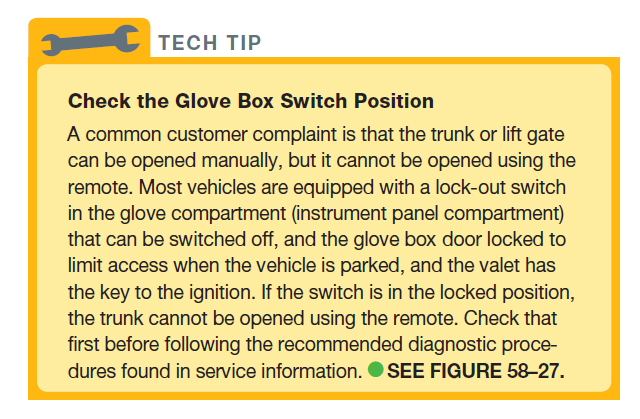 TECH TIP
Check the Glove Box Switch Position
A common customer complaint is that the trunk or lift gate
can be opened manually, but it cannot be opened using the
remote. Most vehicles are equipped with a lock-out switch
in the glove compartment (instrument panel compartment)
that can be switched off, and the glove box door locked to
limit access when the vehicle is parked, and the valet has
the key to the ignition. If the switch is in the locked position,
the trunk cannot be opened using the remote. Check that
first before following the recommended diagnostic proce-
dures found in service information. ● SEE FIGURE 58–27.